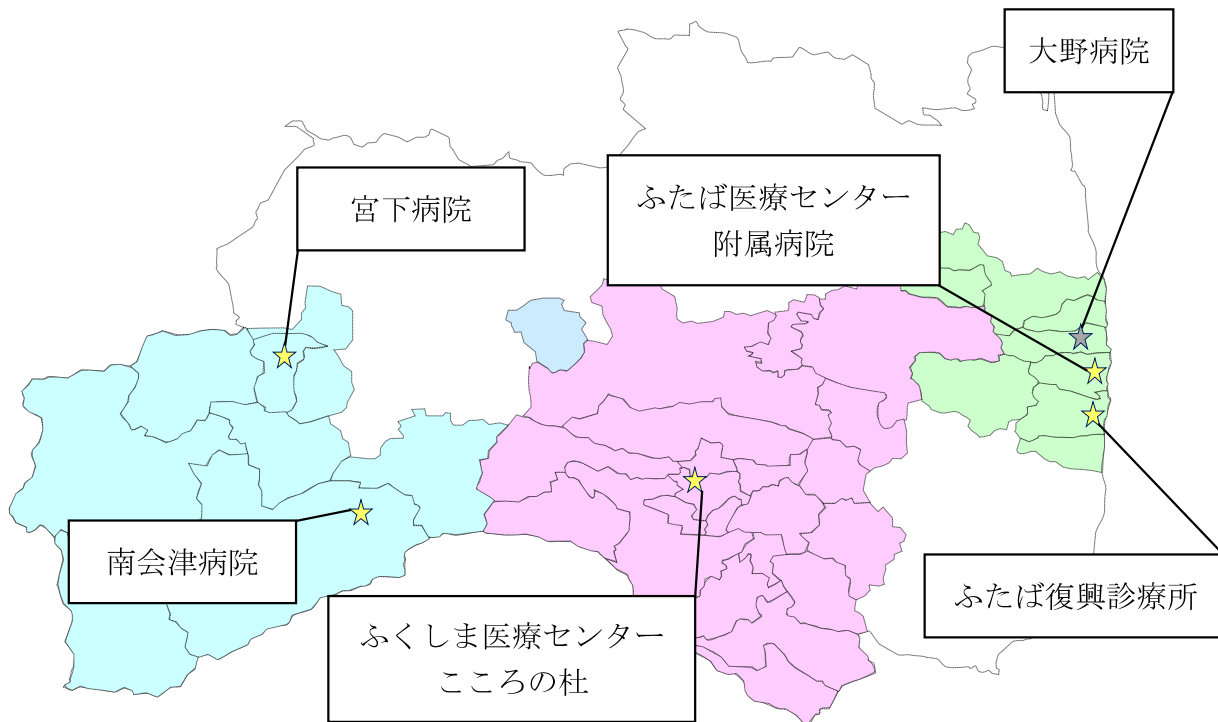 大野病院
宮下病院
ふたば医療センター
附属病院
南会津病院
ふたば復興診療所
ふくしま医療センター
こころの杜